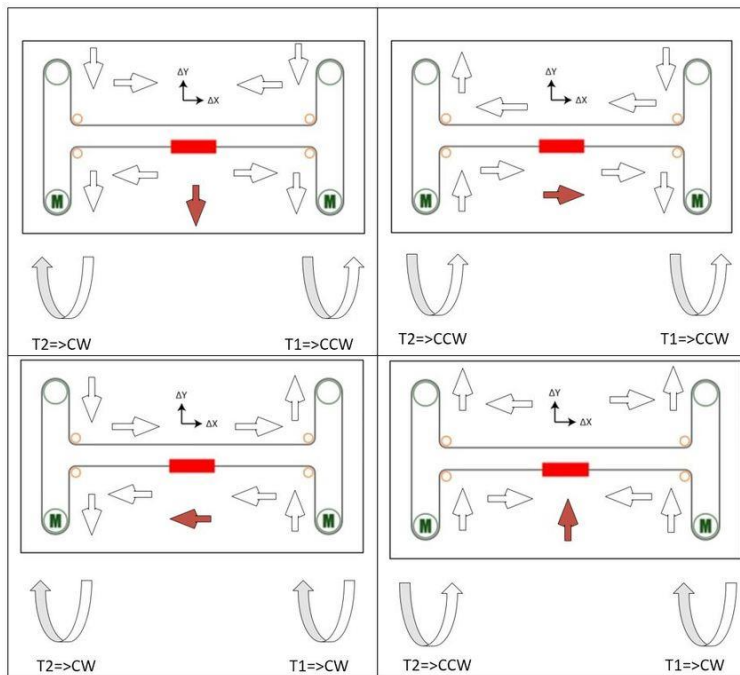 ΔY
ΔX
M M
T2=>CW T1=>CCW
ΔY
ΔX
M M
T2=>CCW T1=>CCW
ΔY
ΔX
M M
T2=>CW T1=>CW
ΔY
ΔX
M M
T2=>CCW T1=>CW